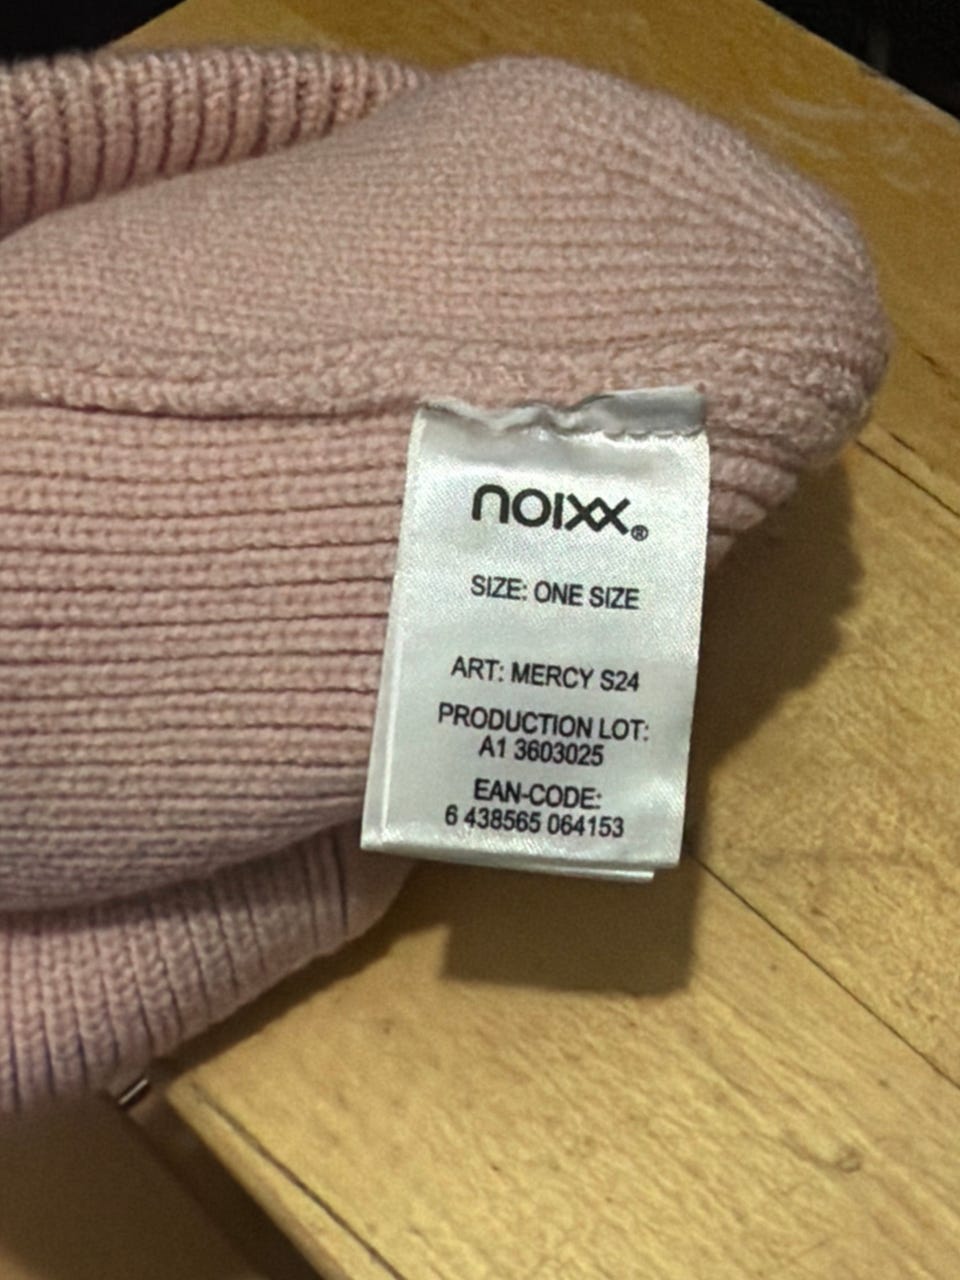 noixx®
SIZE: ONE SIZE
ART: MERCY S24
PRODUCTION LOT:
A1 3603025
EAN-CODE:
6 438565 064153